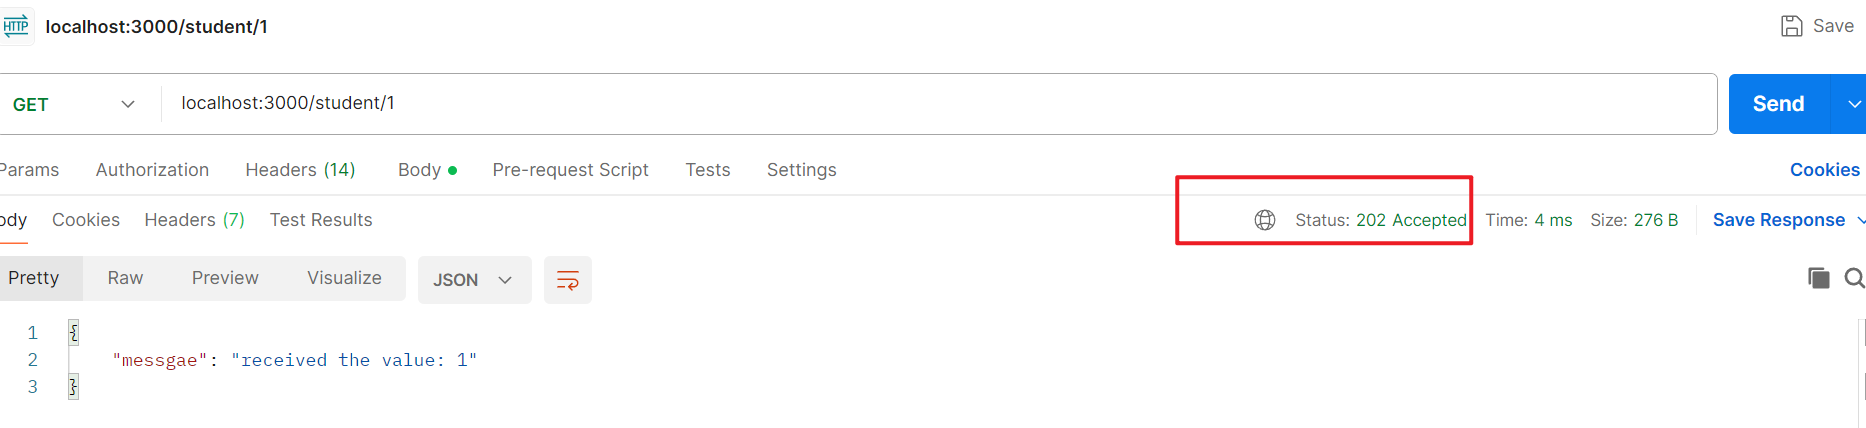 HTTP localhost:3000/student/1 Save
GET localhost:3000/student/1 Send
Params Authorization Headers (14) Body Pre-request Script Tests Settings Cookies
ody Cookies Headers (7) Test Results Status: 202 Accepted Time: 4 ms Size: 276 B Save Response
Pretty Raw Preview Visualize JSON
1 {
2 "messgae": "received the value: 1"
3 }